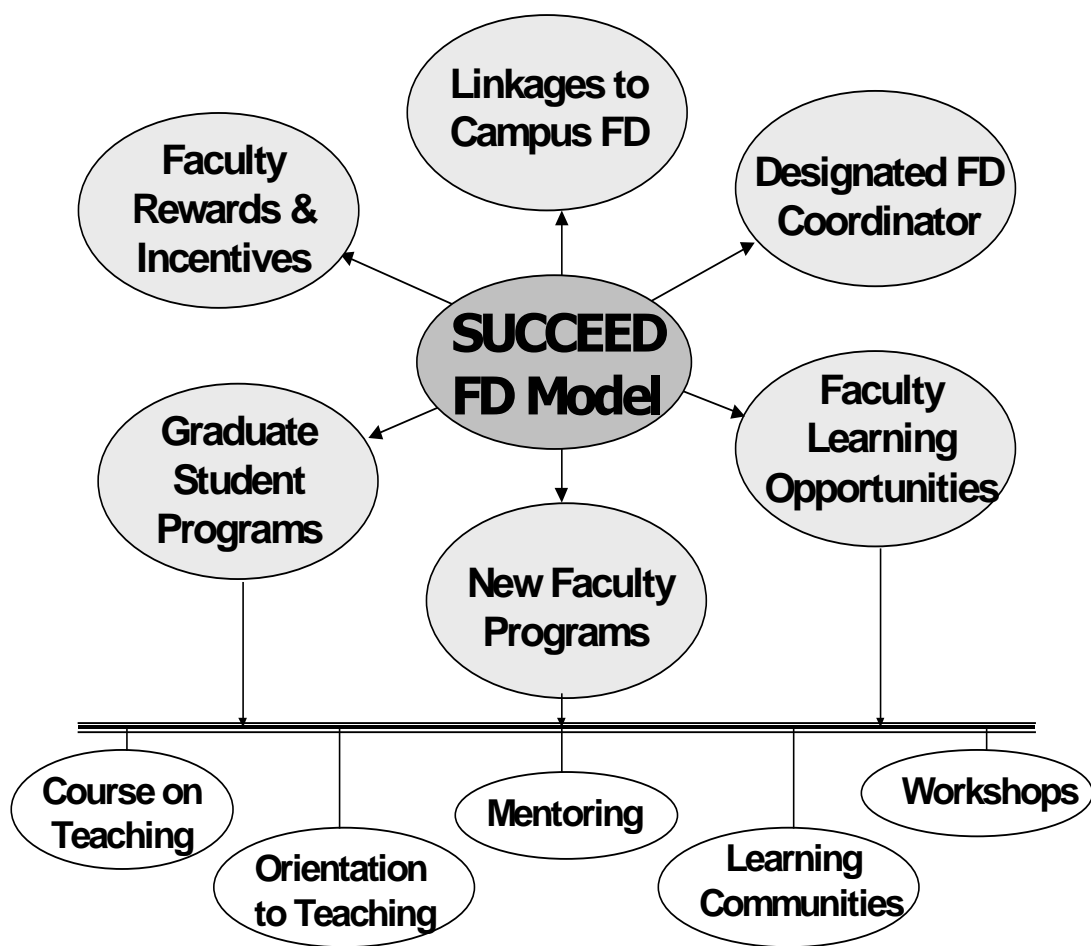 Linkages to
Campus FD
Faculty
Rewards &
Incentives
Designated FD
Coordinator
SUCCEED
FD Model
Graduate
Student
Programs
Faculty
Learning
Opportunities
New Faculty
Programs
Course on
Teaching
Orientation
to Teaching
Mentoring
Learning
Communities
Workshops